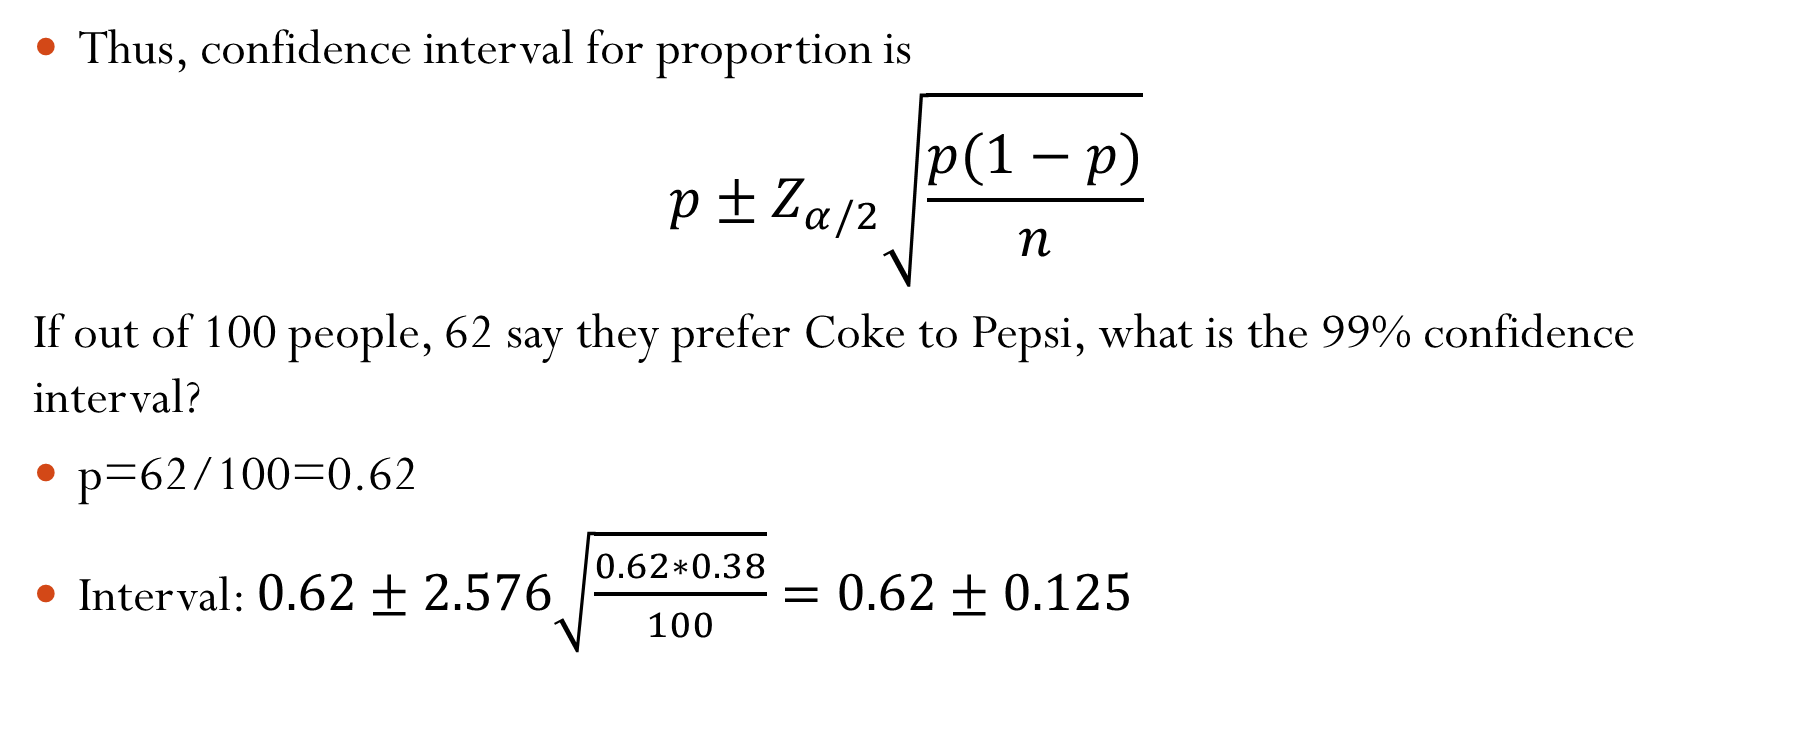 • Thus, confidence interval for proportion is
p ± Z_{α/2} √(p(1 − p)/n)
If out of 100 people, 62 say they prefer Coke to Pepsi, what is the 99% confidence
interval?
• p=62/100=0.62
• Interval: 0.62 ± 2.576 √(0.62*0.38/100) = 0.62 ± 0.125